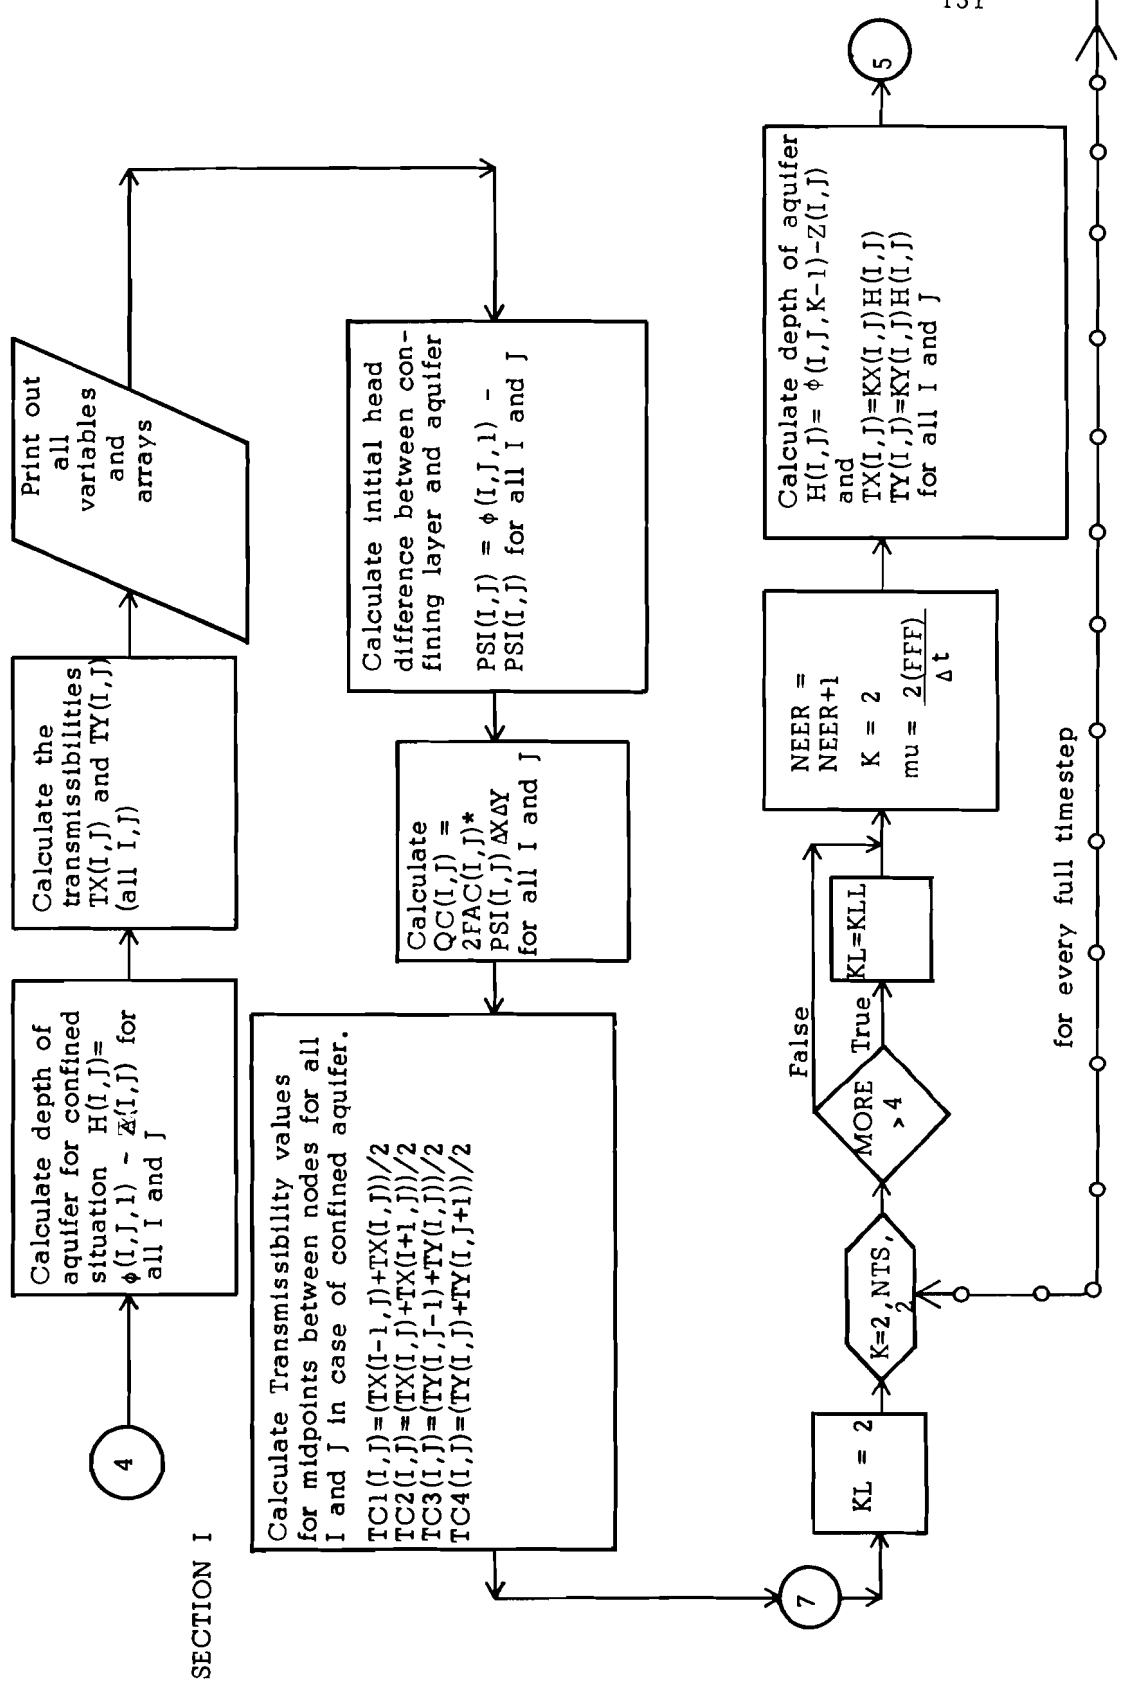 SECTION I
4
Calculate depth of
aquifer for confined
situation H(I,J)=
ϕ(I,J,1) - Z(I,J) for
all I and J
Calculate the
transmissibilities
TX(I,J) and TY(I,J)
(all I,J)
Print out
all
variables
and
arrays
Calculate initial head
difference between con-
fining layer and aquifer
PSI(I,J) = ϕ(I,J,1) -
PSI(I,J) for all I and J
Calculate
QC(I,J) =
2FAC(I,J)*
PSI(I,J)ΔXΔY
for all I and J
Calculate Transmissibility values
for midpoints between nodes for all
I and J in case of confined aquifer.
TC1(I,J)=(TX(I-1,J)+TX(I,J))/2
TC2(I,J)=(TX(I,J)+TX(I+1,J))/2
TC3(I,J)=(TY(I,J-1)+TY(I,J))/2
TC4(I,J)=(TY(I,J)+TY(I,J+1))/2
7
KL = 2
K=2,NTS,
2
MORE
> 4
False
True
KL=KLL
NEER =
NEER+1
K = 2
mu = 2(FFF)
Δt
Calculate depth of aquifer
H(I,J)= ϕ(I,J,K-1)-Z(I,J)
and
TX(I,J)=KX(I,J)H(I,J)
TY(I,J)=KY(I,J)H(I,J)
for all I and J
5
for every full timestep